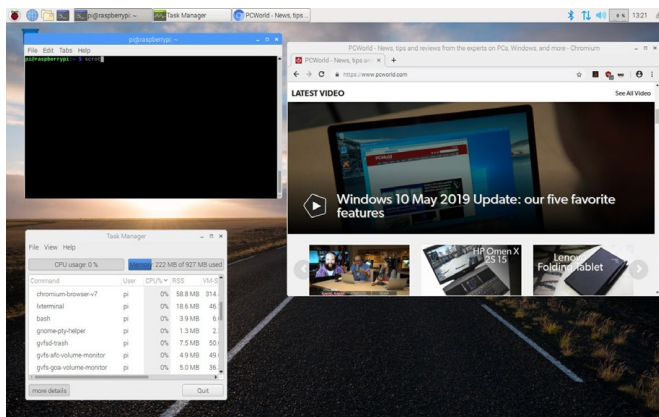 pi@raspberrypi: ~
Task Manager
PCWorld - News, tips ...
13:21
pi@raspberrypi: ~
File Edit Tabs Help
pi@raspberrypi:~ $ scrot
PCWorld - News, tips and reviews from the experts on PCs, Windows, and more - Chromium
PCWorld - News, tips an
https://www.pcworld.com
LATEST VIDEO
See All Video
Windows 10 May 2019 Update: our five favorite
features
HP Omen X
2S 15
Lenovo
Folding Tablet
Task Manager
File View Help
CPU usage: 0 %
Memory: 222 MB of 927 MB used
Command User CPU% RSS VM-S
chromium-browser-v7 pi 0% 58.8 MB 314.
lxterminal pi 0% 18.6 MB 46.
bash pi 0% 3.9 MB 6.
gnome-pty-helper pi 0% 1.3 MB 2.
gvfsd-trash pi 0% 7.5 MB 50.
gvfs-afc-volume-monitor pi 0% 4.9 MB 49.
gvfs-goa-volume-monitor pi 0% 5.0 MB 36.
more details
Quit